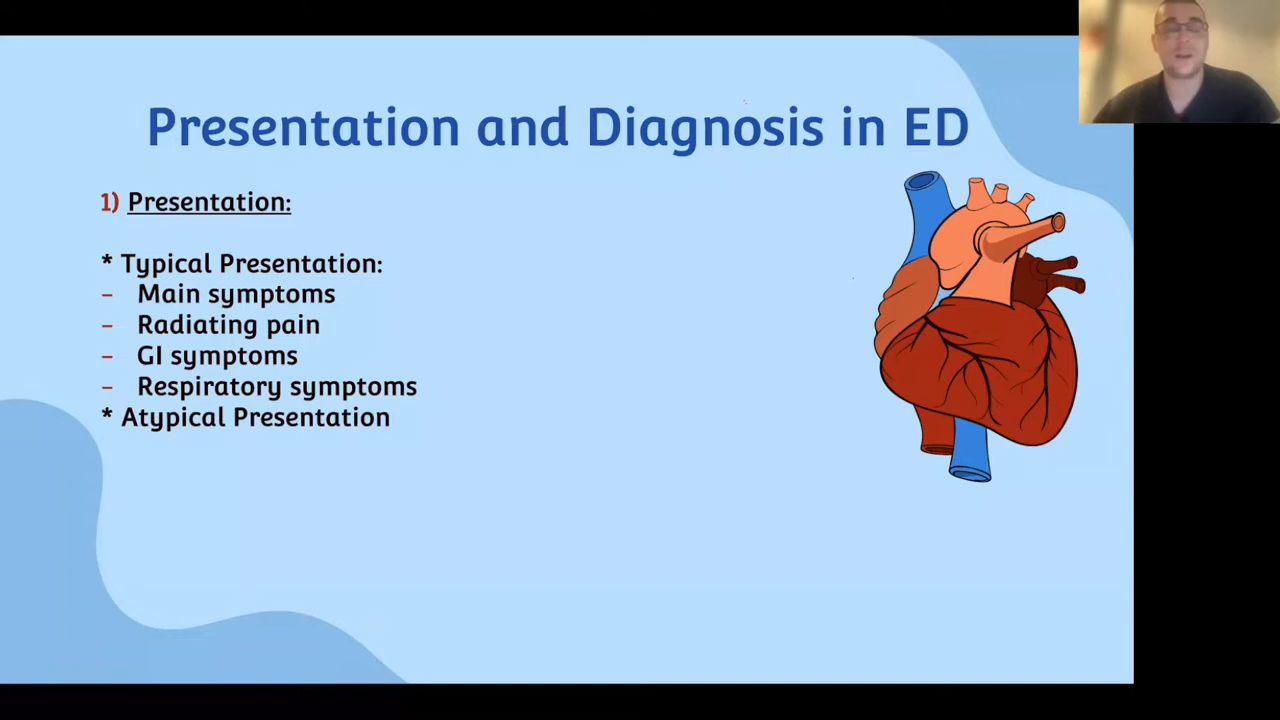 Presentation and Diagnosis in ED
1) Presentation:
* Typical Presentation:
- Main symptoms
- Radiating pain
- GI symptoms
- Respiratory symptoms
* Atypical Presentation